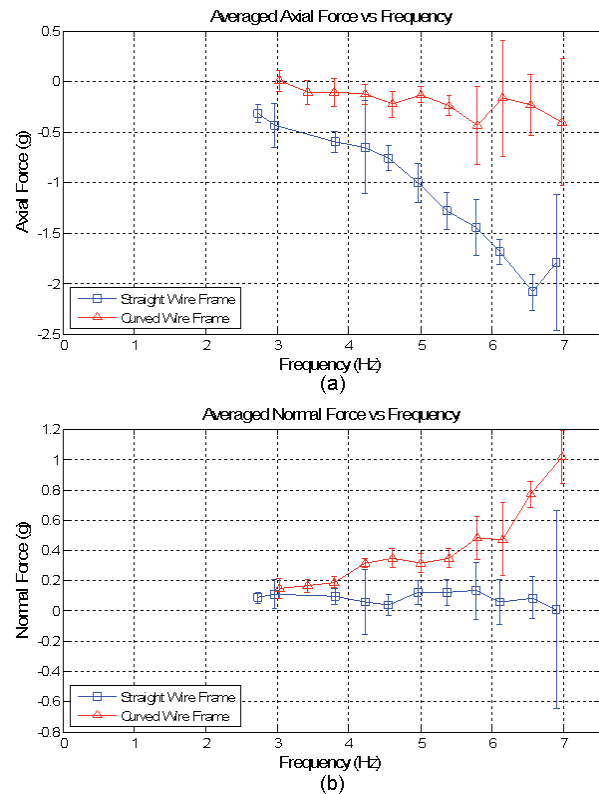 Averaged Axial Force vs Frequency
0.5
0
-0.5
-1
-1.5
-2
-2.5
Axial Force (g)
Straight Wire Frame
Curved Wire Frame
0 1 2 3 4 5 6 7
Frequency (Hz)
(a)
Averaged Normal Force vs Frequency
1.2
1
0.8
0.6
0.4
0.2
0
-0.2
-0.4
-0.6
-0.8
Normal Force (g)
Straight Wire Frame
Curved Wire Frame
0 1 2 3 4 5 6 7
Frequency (Hz)
(b)